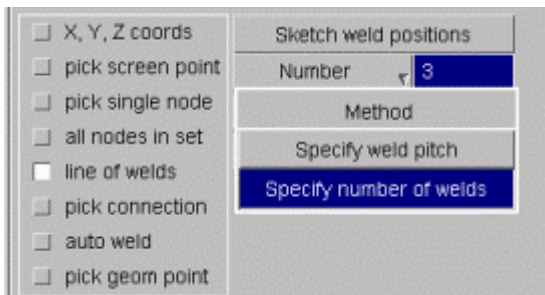 X, Y, Z coords
pick screen point
pick single node
all nodes in set
line of welds
pick connection
auto weld
pick geom point
Sketch weld positions
Number 3
Method
Specify weld pitch
Specify number of welds